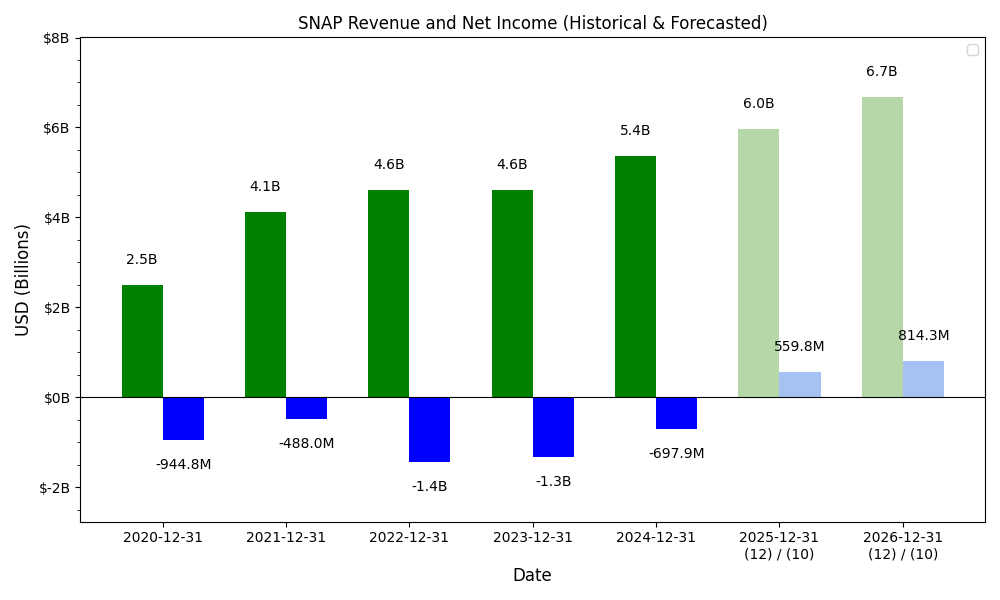 SNAP Revenue and Net Income (Historical & Forecasted)
$8B
$6B
$4B
$2B
$0B
$-2B
USD (Billions)
2.5B
4.1B
4.6B
4.6B
5.4B
6.0B
6.7B
-944.8M
-488.0M
-1.4B
-1.3B
-697.9M
559.8M
814.3M
2020-12-31
2021-12-31
2022-12-31
2023-12-31
2024-12-31
2025-12-31
(12) / (10)
2026-12-31
(12) / (10)
Date